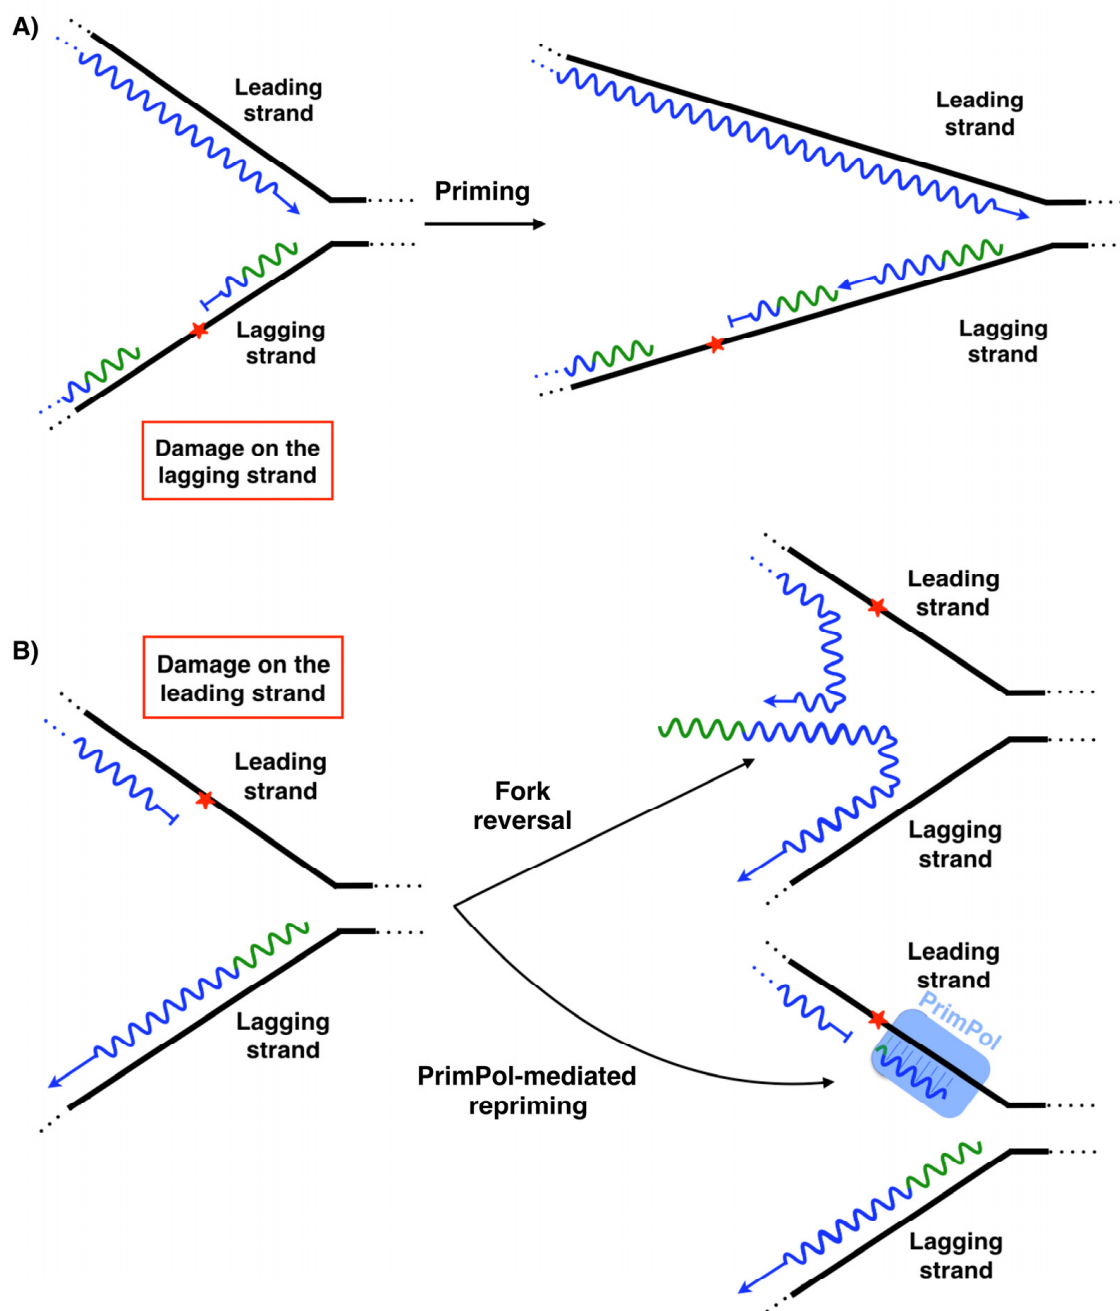 A)
Leading
strand
Priming
Leading
strand
Lagging
strand
Lagging
strand
Damage on the
lagging strand
B)
Damage on the
leading strand
Leading
strand
Leading
strand
Fork
reversal
Lagging
strand
Lagging
strand
PrimPol-mediated
repriming
Leading
strand
PrimPol
Lagging
strand